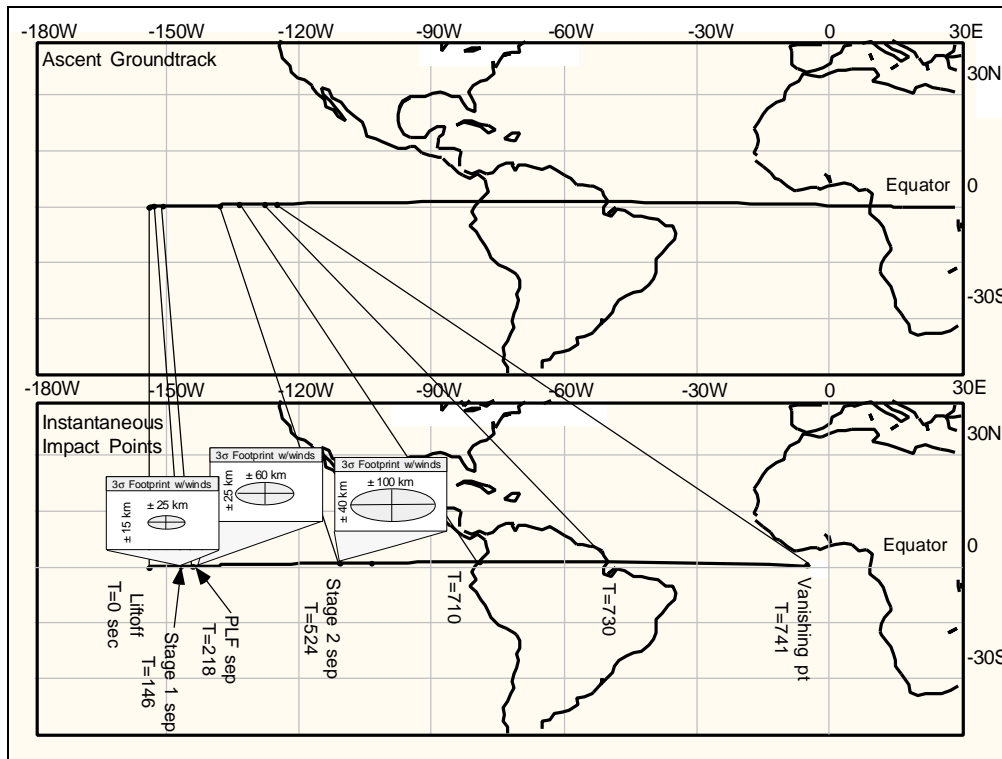 -180W -150W -120W -90W -60W -30W 0 30E
Ascent Groundtrack
30N
Equator 0
-30S
-180W -150W -120W -90W -60W -30W 0 30E
Instantaneous
Impact Points
30N
3σ Footprint w/winds
± 60 km
± 25 km
3σ Footprint w/winds
± 100 km
± 40 km
3σ Footprint w/winds
± 25 km
± 15 km
Equator 0
-30S
Liftoff
T=0 sec
Stage 1 sep
T=146
PLF sep
T=218
Stage 2 sep
T=524
T=710
T=730
Vanishing pt
T=741